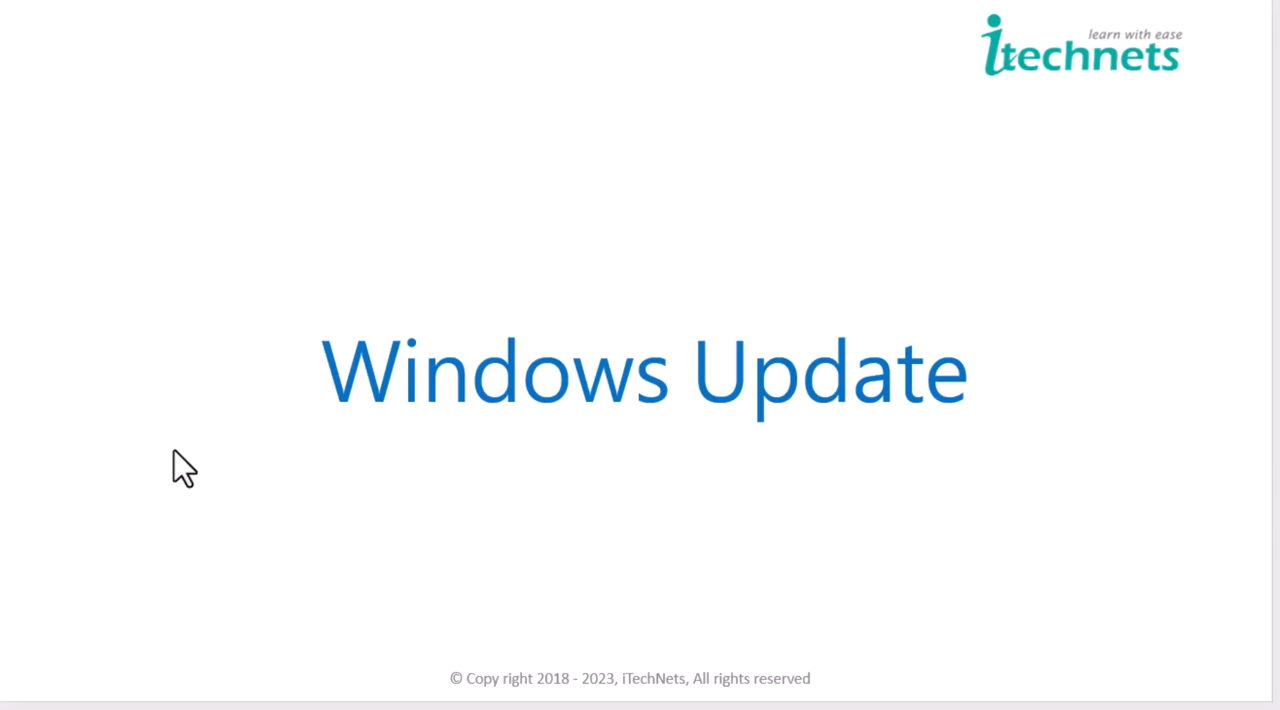 learn with ease
itechnets
Windows Update
© Copy right 2018 - 2023, iTechNets, All rights reserved